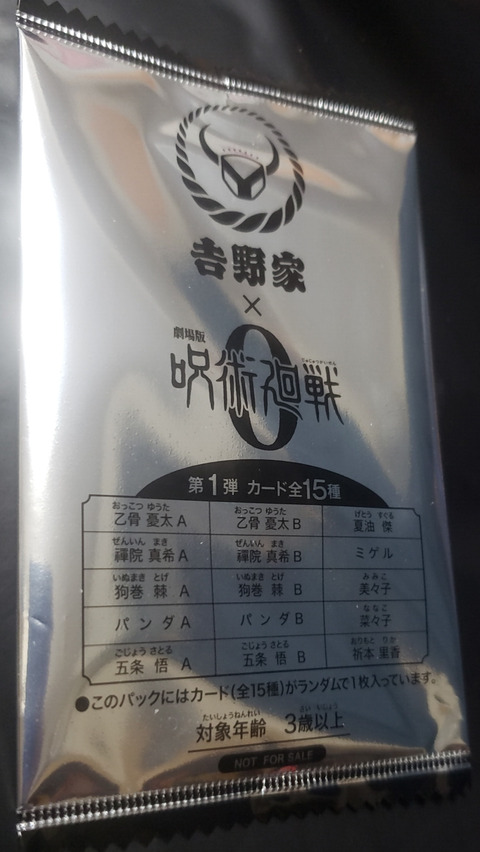 吉野家
×
劇場版
じゅじゅつかいせん
呪術廻戦
0
第1弾 カード全15種
おっこつ ゆうた おっこつ ゆうた げとう すぐる
乙骨 憂太 A 乙骨 憂太 B 夏油 傑
ぜんいん まき ぜんいん まき
禪院 真希 A 禪院 真希 B ミゲル
いぬまき とげ いぬまき とげ みみこ
狗巻 棘 A 狗巻 棘 B 美々子
ななこ
パンダ A パンダ B 菜々子
ごじょう さとる ごじょう さとる おりもと りか
五条 悟 A 五条 悟 B 祈本 里香
●このパックにはカード(全15種)がランダムで1枚入っています。
たいしょうねんれい さい いじょう
対象年齢 3歳以上
NOT FOR SALE